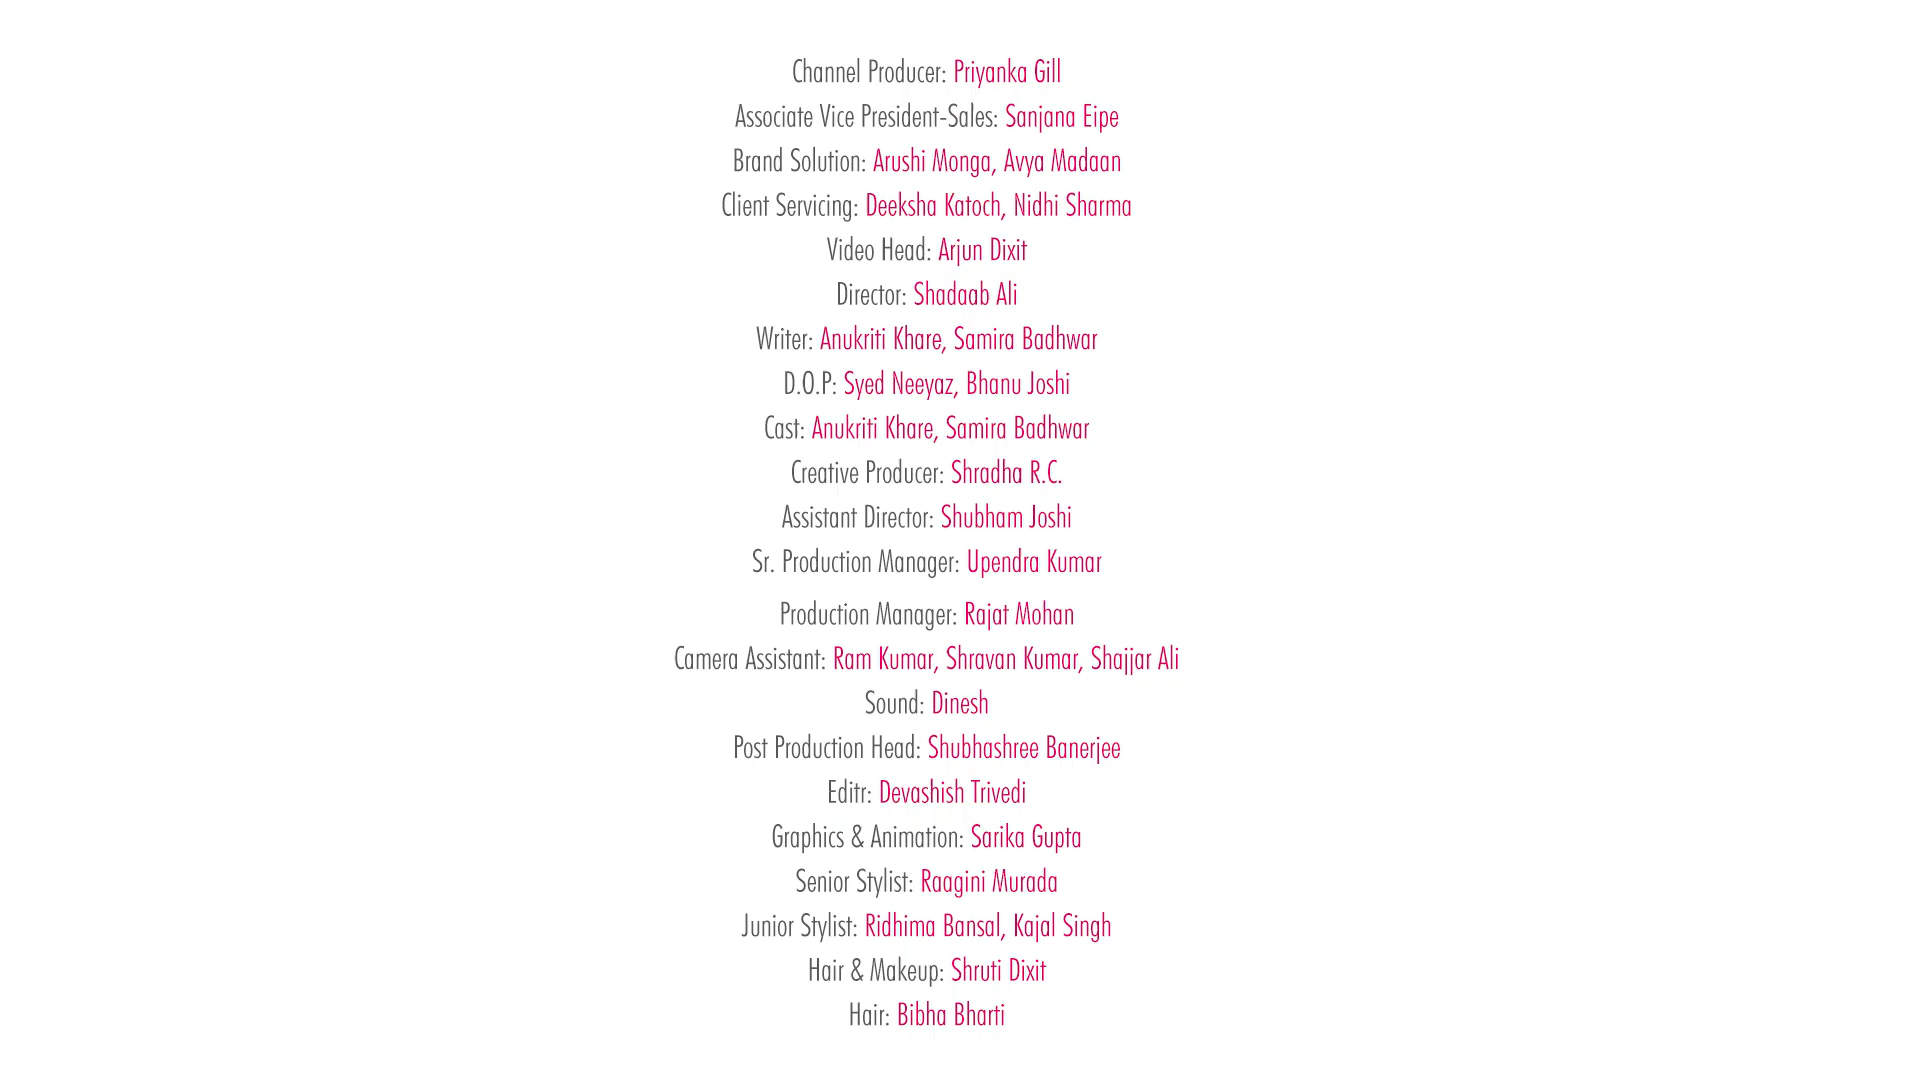 Channel Producer: Priyanka Gill
Associate Vice President-Sales: Sanjana Eipe
Brand Solution: Arushi Monga, Avya Madaan
Client Servicing: Deeksha Katoch, Nidhi Sharma
Video Head: Arjun Dixit
Director: Shadaab Ali
Writer: Anukriti Khare, Samira Badhwar
D.O.P: Syed Neeyaz, Bhanu Joshi
Cast: Anukriti Khare, Samira Badhwar
Creative Producer: Shradha R.C.
Assistant Director: Shubham Joshi
Sr. Production Manager: Upendra Kumar
Production Manager: Rajat Mohan
Camera Assistant: Ram Kumar, Shravan Kumar, Shajjar Ali
Sound: Dinesh
Post Production Head: Shubhashree Banerjee
Editr: Devashish Trivedi
Graphics & Animation: Sarika Gupta
Senior Stylist: Raagini Murada
Junior Stylist: Ridhima Bansal, Kajal Singh
Hair & Makeup: Shruti Dixit
Hair: Bibha Bharti